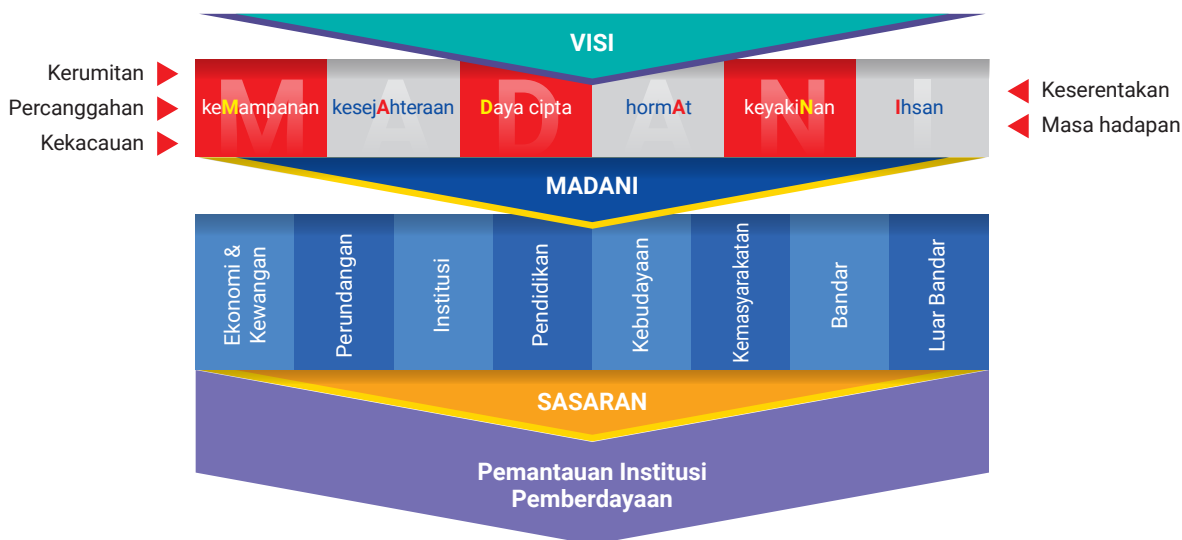 VISI
Kerumitan
Percanggahan
Kekacauan
M A D A N I
keMampanan
kesejAhteraan
Daya cipta
hormAt
keyakiNan
Ihsan
Keserentakan
Masa hadapan
MADANI
Ekonomi &
Kewangan
Perundangan
Institusi
Pendidikan
Kebudayaan
Kemasyarakatan
Bandar
Luar Bandar
SASARAN
Pemantauan Institusi
Pemberdayaan